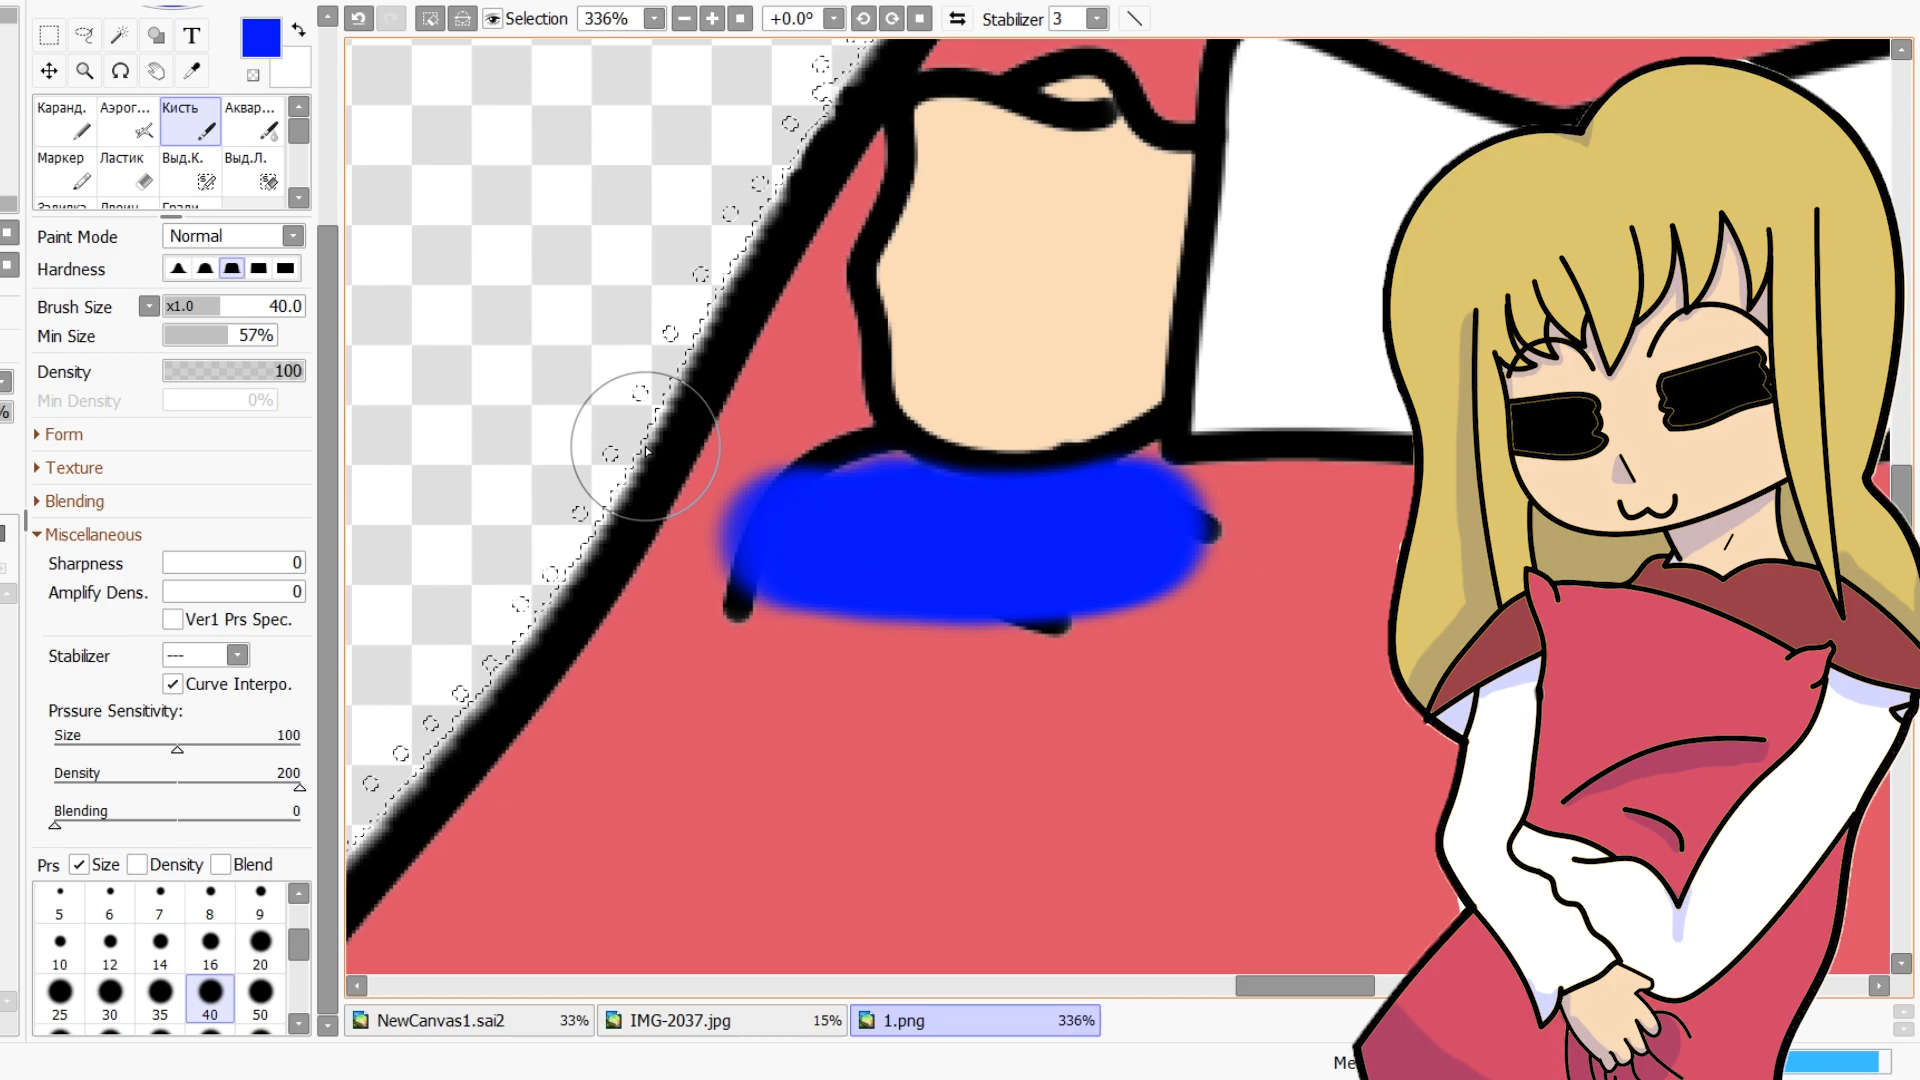 Selection 336% +0.0° Stabilizer 3
T
Каранд. Аэрог... Кисть Аквар...
Маркер Ластик Выд.К. Выд.Л.
Paint Mode Normal
Hardness
Brush Size x1.0 40.0
Min Size 57%
Density 100
Min Density 0%
Form
Texture
Blending
Miscellaneous
Sharpness 0
Amplify Dens. 0
Ver1 Prs Spec.
Stabilizer ---
Curve Interpo.
Prssure Sensitivity:
Size 100
Density 200
Blending 0
Prs Size Density Blend
5 6 7 8 9
10 12 14 16 20
25 30 35 40 50
NewCanvas1.sai2 33% IMG-2037.jpg 15% 1.png 336%
Me
%